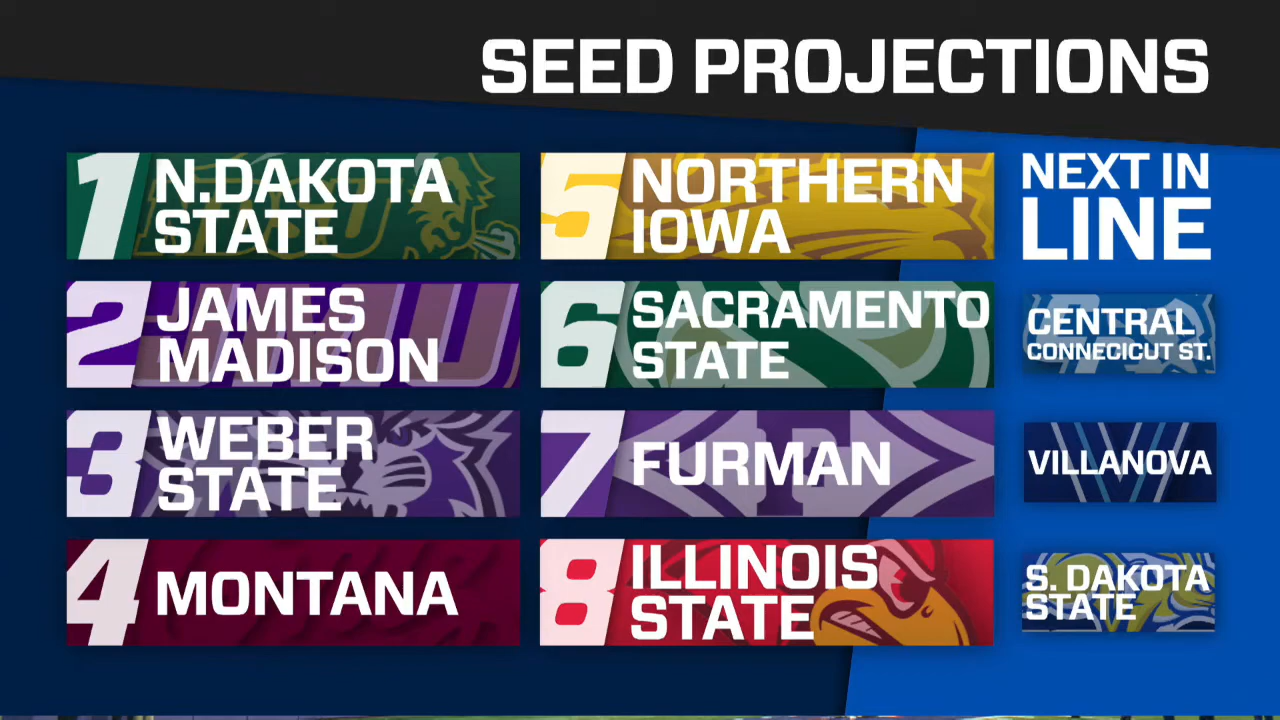 SEED PROJECTIONS
1 N.DAKOTA
STATE
2 JAMES
MADISON
3 WEBER
STATE
4 MONTANA
5 NORTHERN
IOWA
6 SACRAMENTO
STATE
7 FURMAN
8 ILLINOIS
STATE
NEXT IN
LINE
CENTRAL
CONNECICUT ST.
VILLANOVA
S. DAKOTA
STATE